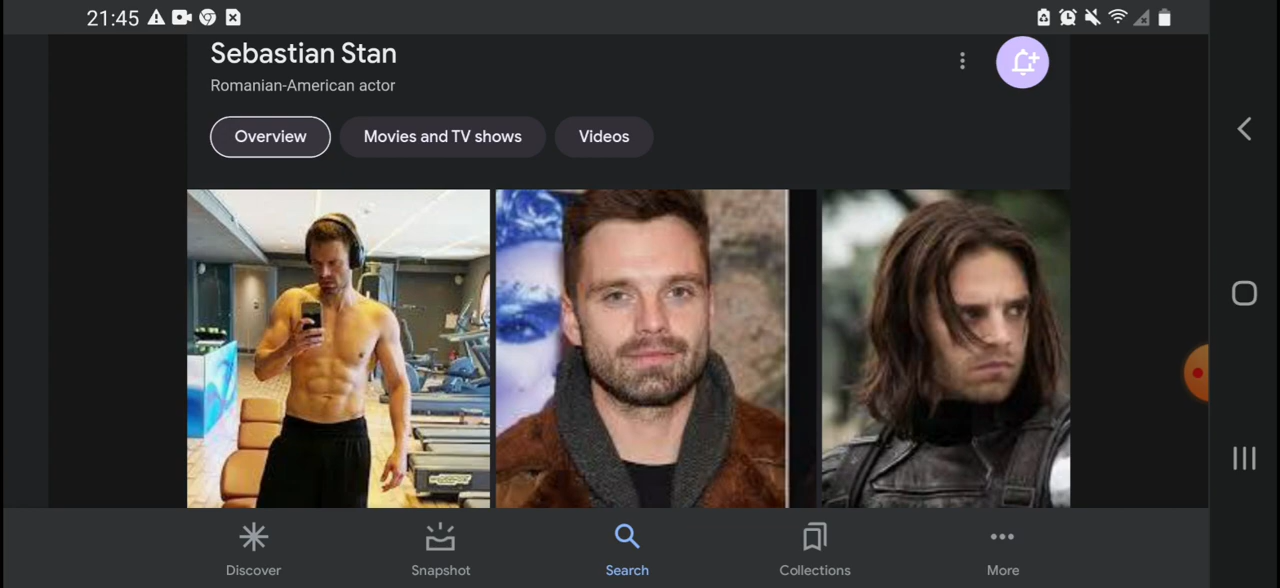 21:45
Sebastian Stan
Romanian-American actor
Overview
Movies and TV shows
Videos
Discover
Snapshot
Search
Collections
More